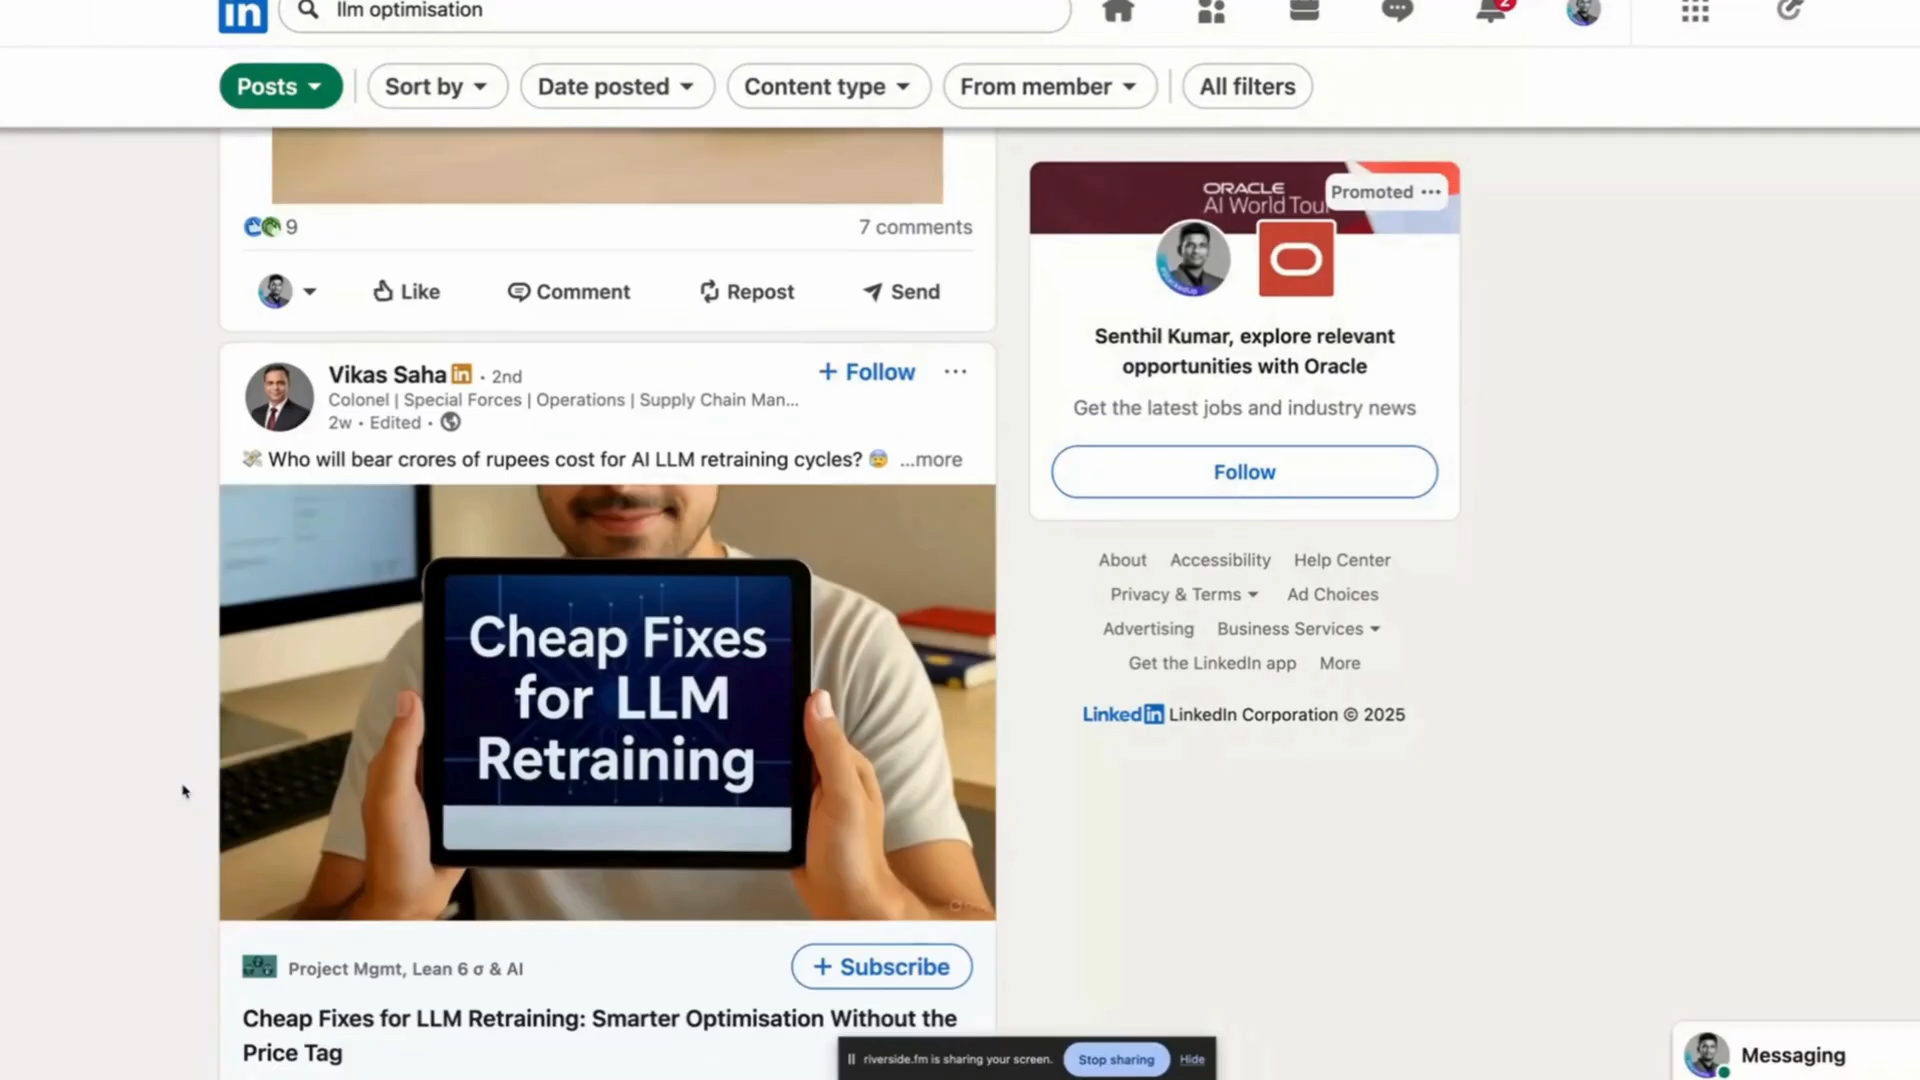 in
llm optimisation
2
Posts
Sort by
Date posted
Content type
From member
All filters
9
7 comments
Like
Comment
Repost
Send
Vikas Saha in · 2nd
Colonel | Special Forces | Operations | Supply Chain Man...
2w • Edited •
+ Follow
💸 Who will bear crores of rupees cost for AI LLM retraining cycles? 😰 ...more
Cheap Fixes
for LLM
Retraining
Project Mgmt, Lean 6 σ & AI
+ Subscribe
Cheap Fixes for LLM Retraining: Smarter Optimisation Without the
Price Tag
ORACLE
AI World Tour
Promoted
Senthil Kumar, explore relevant
opportunities with Oracle
Get the latest jobs and industry news
Follow
About Accessibility Help Center
Privacy & Terms Ad Choices
Advertising Business Services
Get the LinkedIn app More
LinkedIn LinkedIn Corporation © 2025
riverside.fm is sharing your screen. Stop sharing Hide
Messaging